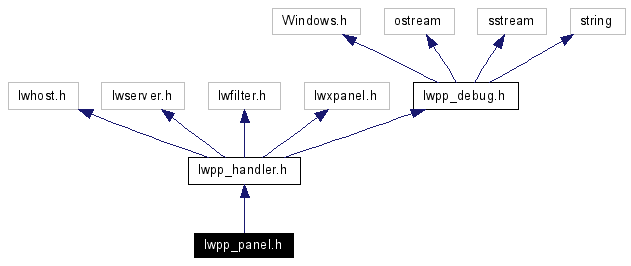 Windows.h
ostream
sstream
string
lwhost.h
lwserver.h
lwfilter.h
lwxpanel.h
lwpp_debug.h
lwpp_handler.h
lwpp_panel.h